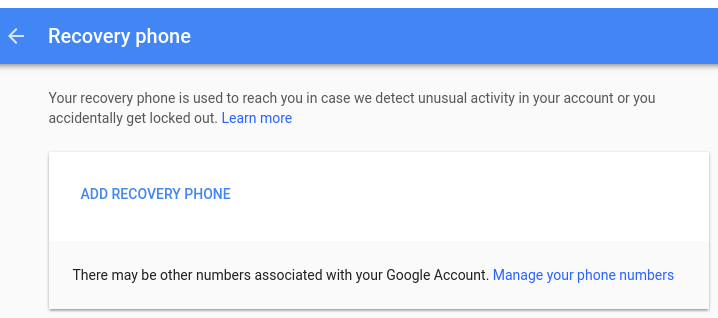 Recovery phone
Your recovery phone is used to reach you in case we detect unusual activity in your account or you
accidentally get locked out. Learn more
ADD RECOVERY PHONE
There may be other numbers associated with your Google Account. Manage your phone numbers